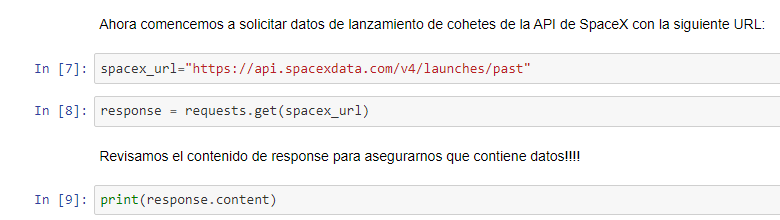 Ahora comencemos a solicitar datos de lanzamiento de cohetes de la API de SpaceX con la siguiente URL:
In [7]: spacex_url="https://api.spacexdata.com/v4/launches/past"
In [8]: response = requests.get(spacex_url)
Revisamos el contenido de response para asegurarnos que contiene datos!!!!
In [9]: print(response.content)